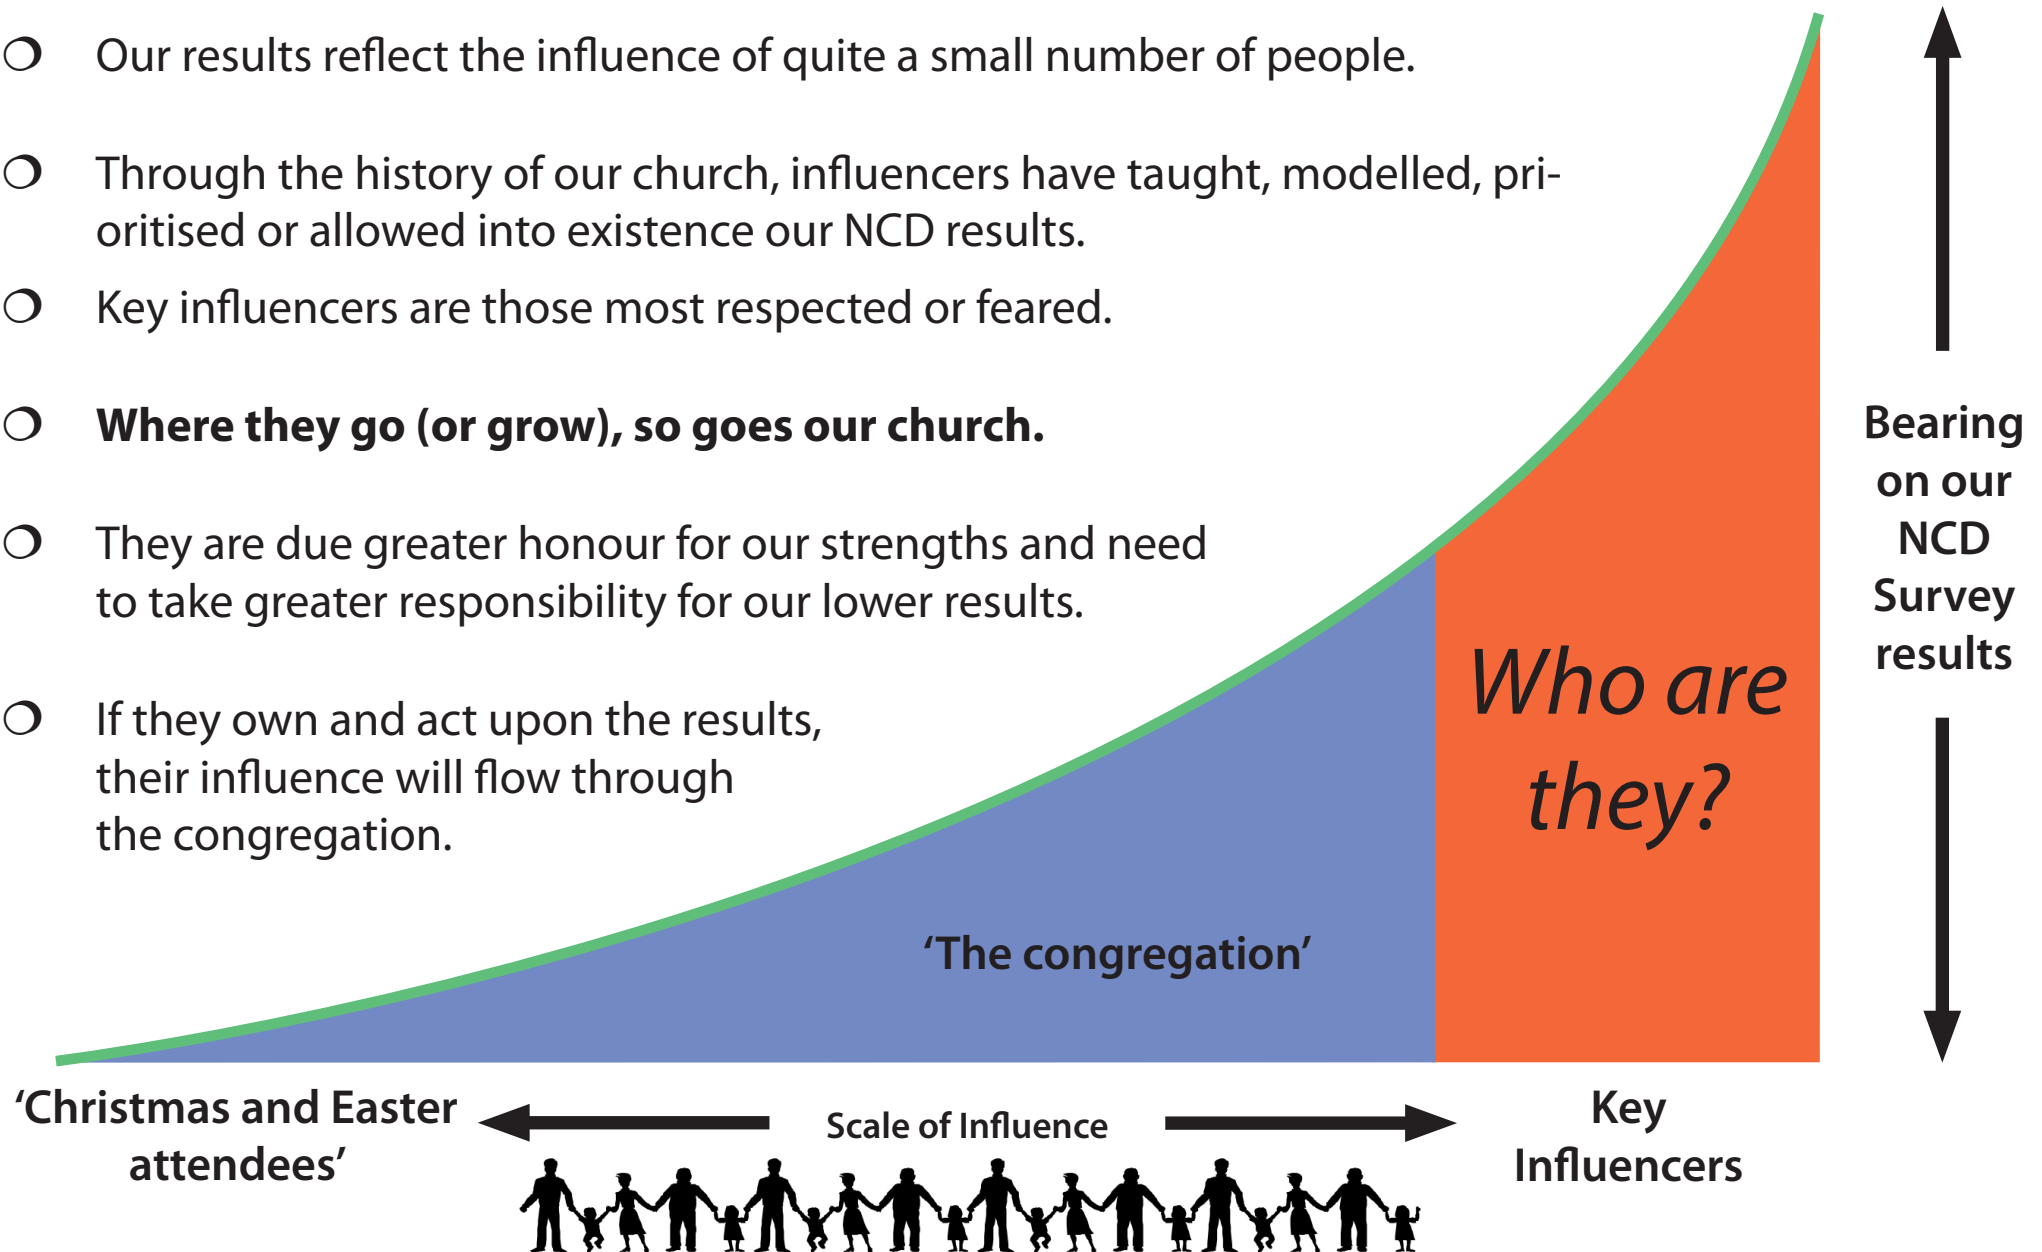 Our results reflect the influence of quite a small number of people.
Through the history of our church, influencers have taught, modelled, pri-
oritised or allowed into existence our NCD results.
Key influencers are those most respected or feared.
Where they go (or grow), so goes our church.
They are due greater honour for our strengths and need
to take greater responsibility for our lower results.
If they own and act upon the results,
their influence will flow through
the congregation.
Bearing
on our
NCD
Survey
results
Who are
they?
‘The congregation’
‘Christmas and Easter
attendees’
Scale of Influence
Key
Influencers